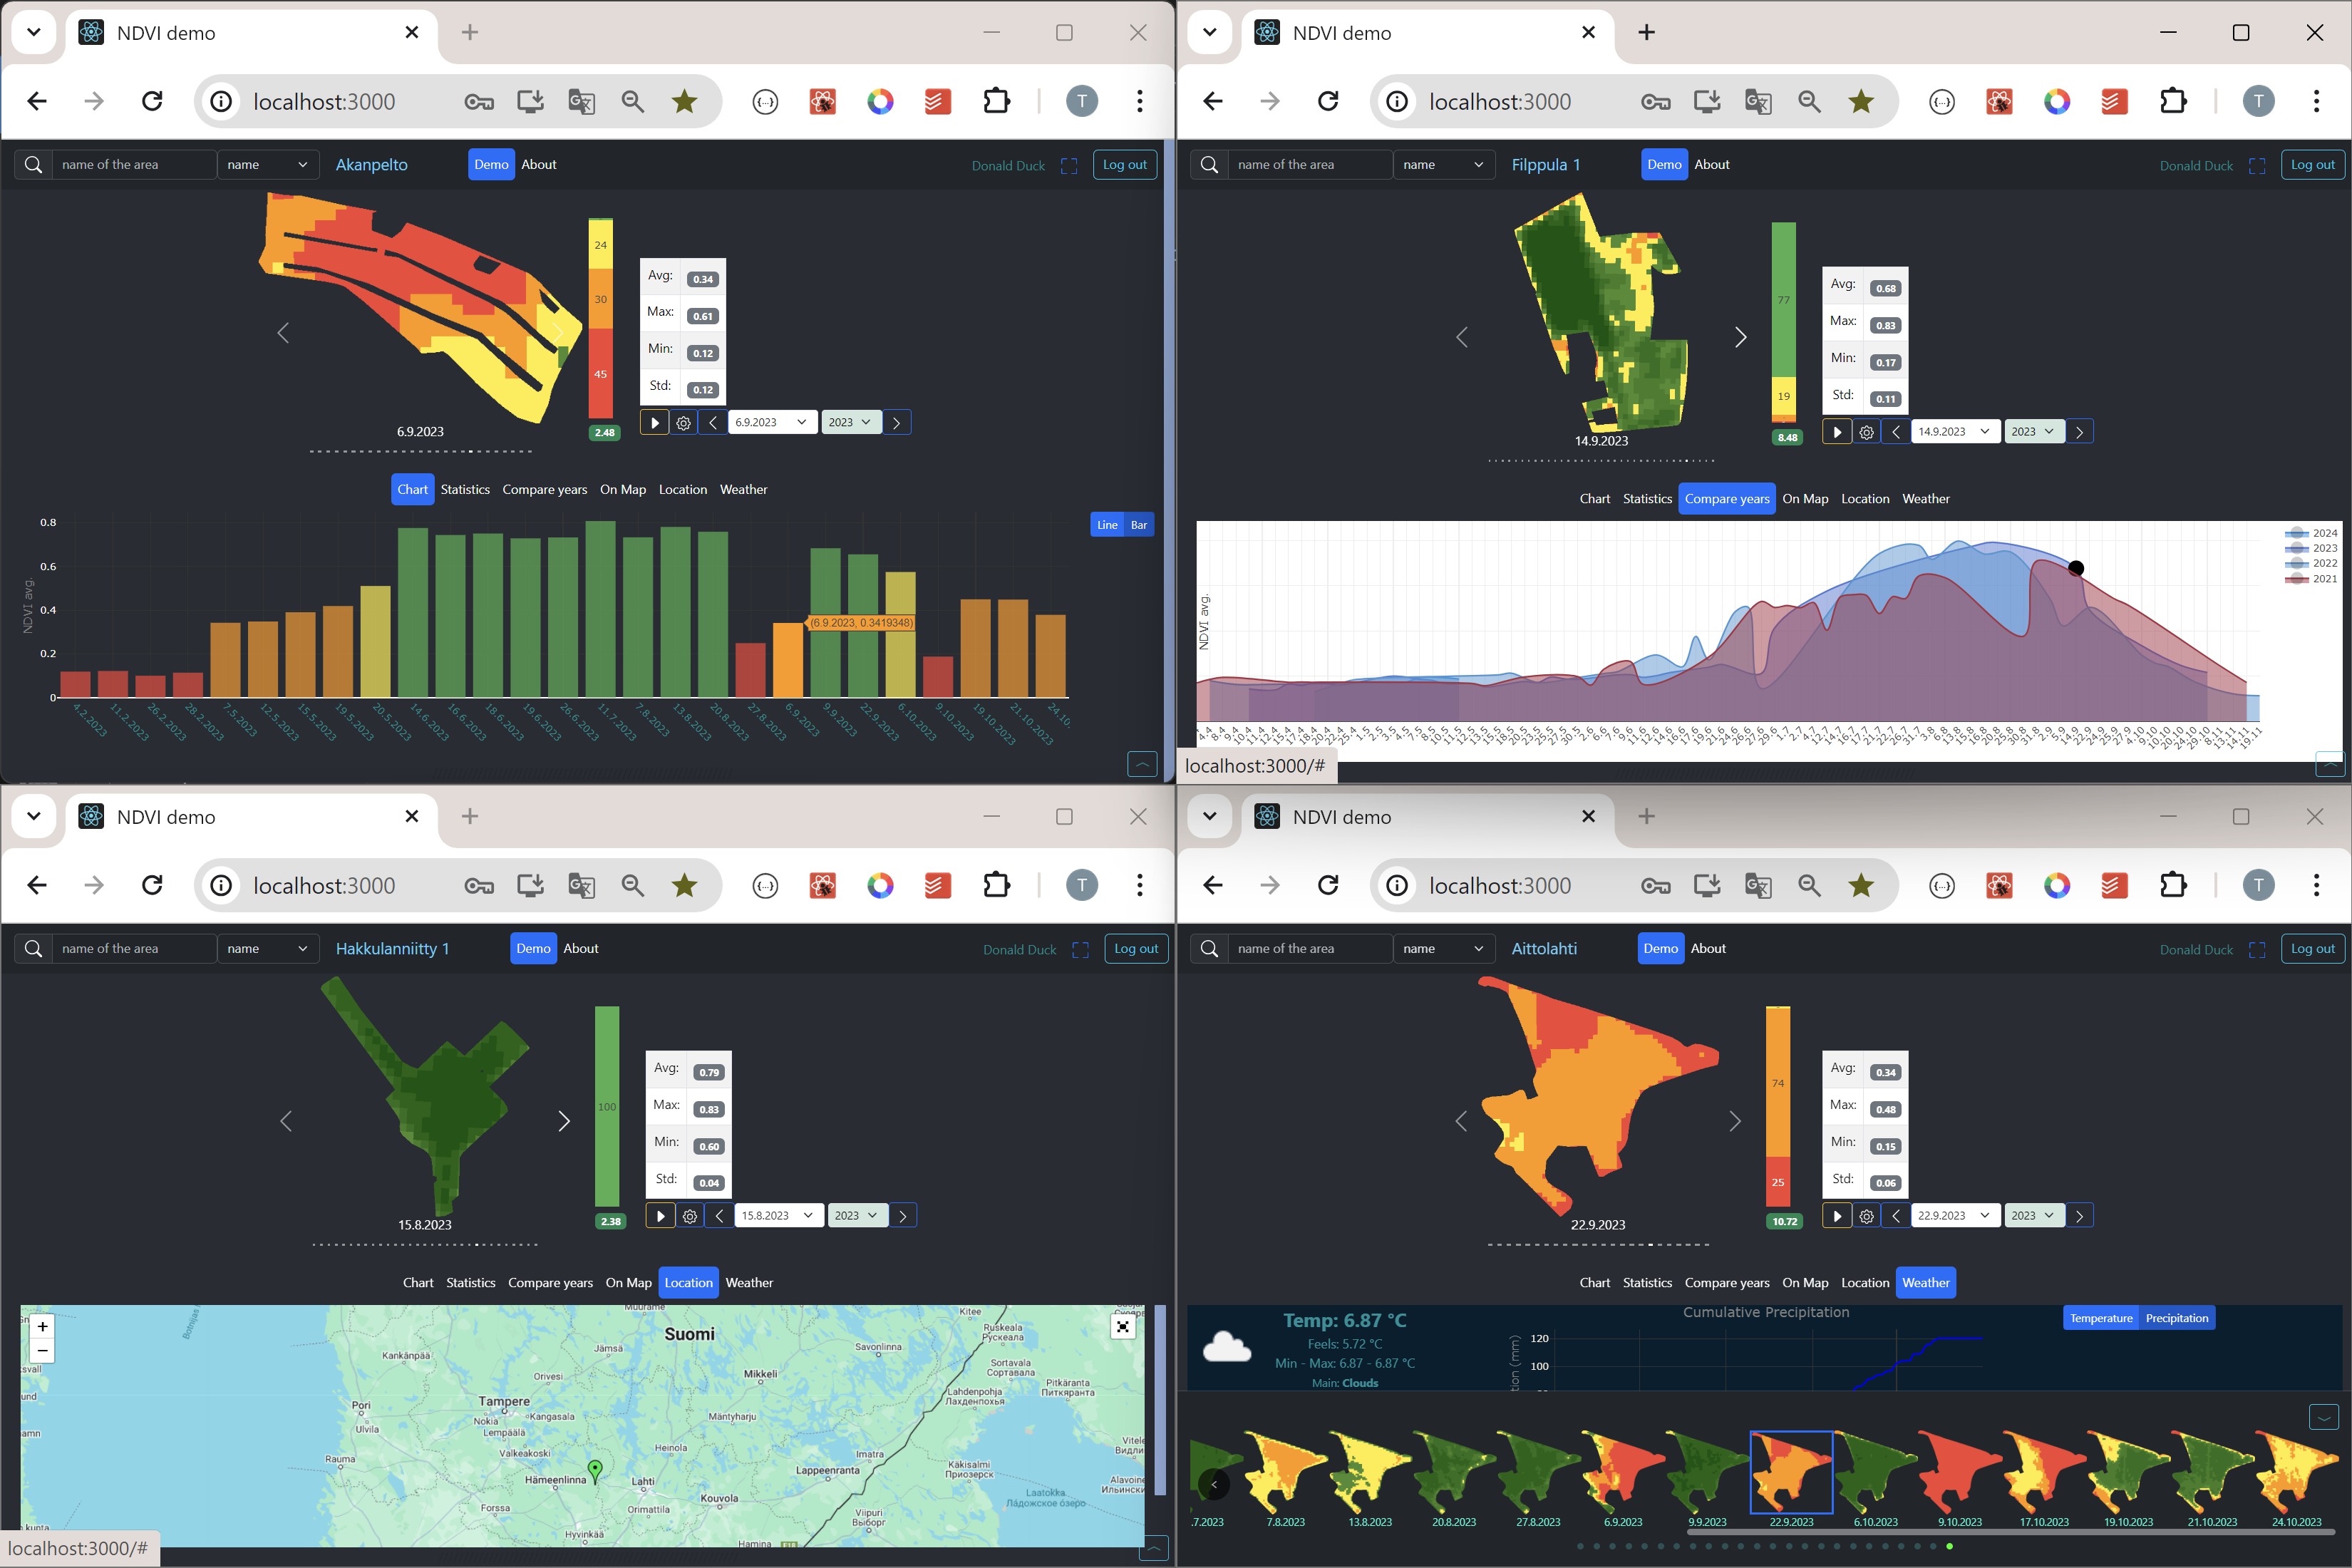 NDVI demo
localhost:3000
T
name of the area
name
Akanpelto
Demo
About
Donald Duck
Log out
24
30
45
2.48
Avg: 0.34
Max: 0.61
Min: 0.12
Std: 0.12
6.9.2023
6.9.2023
2023
Chart Statistics Compare years On Map Location Weather
Line Bar
NDVI avg.
0.8
0.6
0.4
0.2
0
(6.9.2023, 0.3419348)
4.2.2023
11.2.2023
26.2.2023
28.2.2023
7.5.2023
12.5.2023
15.5.2023
19.5.2023
20.5.2023
14.6.2023
16.6.2023
18.6.2023
19.6.2023
26.6.2023
11.7.2023
7.8.2023
13.8.2023
20.8.2023
27.8.2023
6.9.2023
9.9.2023
22.9.2023
6.10.2023
9.10.2023
19.10.2023
21.10.2023
24.10
NDVI demo
localhost:3000
T
name of the area
name
Filppula 1
Demo
About
Donald Duck
Log out
77
19
8.48
Avg: 0.68
Max: 0.83
Min: 0.17
Std: 0.11
14.9.2023
14.9.2023
2023
Chart Statistics Compare years On Map Location Weather
NDVI avg.
2024
2023
2022
2021
localhost:3000/#
NDVI demo
localhost:3000
T
name of the area
name
Hakkulanniitty 1
Demo
About
Donald Duck
Log out
100
2.38
Avg: 0.79
Max: 0.83
Min: 0.60
Std: 0.04
15.8.2023
15.8.2023
2023
Chart Statistics Compare years On Map Location Weather
+
−
Muurame
Suomi
Kitee
Ruskeala
Рускеала
Kankaanpää
Jämsä
Savonlinna
Sortavala
Сортавала
Orivesi
Mikkeli
Pitkäranta
Питкяранта
Tampere
Pori
Nokia
Kangasala
Lahdenpohja
Лахденпохья
Ulvila
Lempäälä
Mäntyharju
Valkeakoski
Heinola
Imatra
Rauma
Hämeenlinna
Lahti
Lappeenranta
Käkisalmi
Приозерск
Forssa
Orimattila
Kouvola
Laatokka
Ладожское озеро
Viipuri
Выборг
Hyvinkää
Hamina
E18
localhost:3000/#
NDVI demo
localhost:3000
T
name of the area
name
Aittolahti
Demo
About
Donald Duck
Log out
74
25
10.72
Avg: 0.34
Max: 0.48
Min: 0.15
Std: 0.06
22.9.2023
22.9.2023
2023
Chart Statistics Compare years On Map Location Weather
Temp: 6.87 °C
Feels: 5.72 °C
Min - Max: 6.87 - 6.87 °C
Main: Clouds
Cumulative Precipitation
Temperature Precipitation
tion (mm)
120
100
.7.2023
7.8.2023
13.8.2023
20.8.2023
27.8.2023
6.9.2023
9.9.2023
22.9.2023
6.10.2023
9.10.2023
17.10.2023
19.10.2023
21.10.2023
24.10.2023